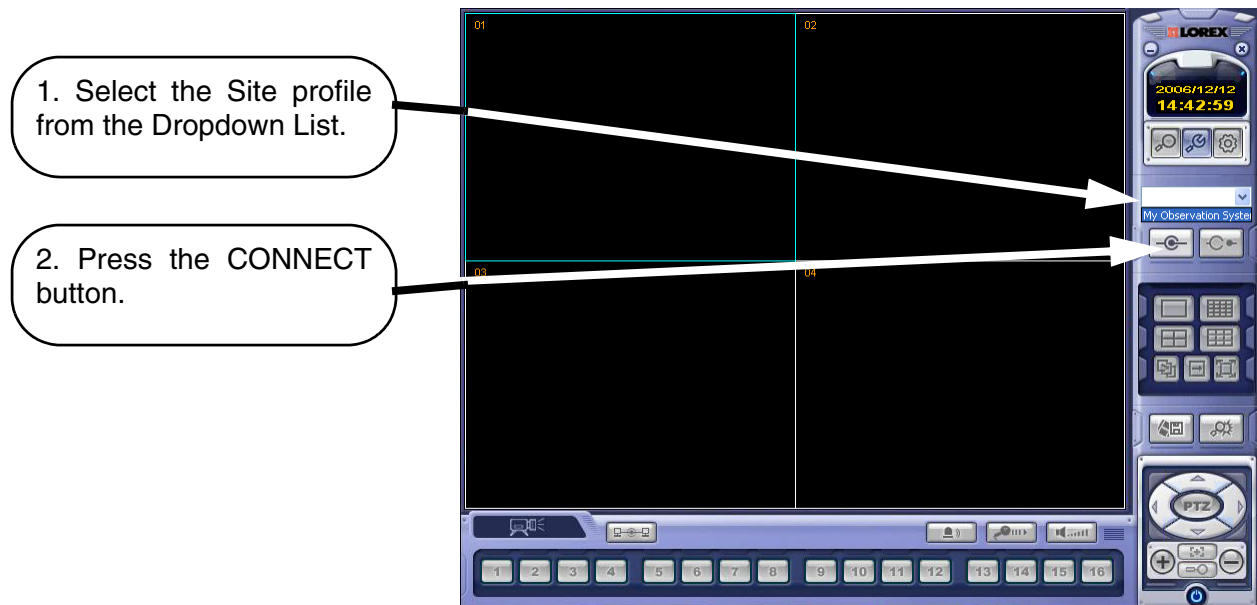 1. Select the Site profile
from the Dropdown List.
2. Press the CONNECT
button.
01
02
03
04
LOREX
2006/12/12
14:42:59
My Observation Syste
PTZ
1 2 3 4 5 6 7 8 9 10 11 12 13 14 15 16